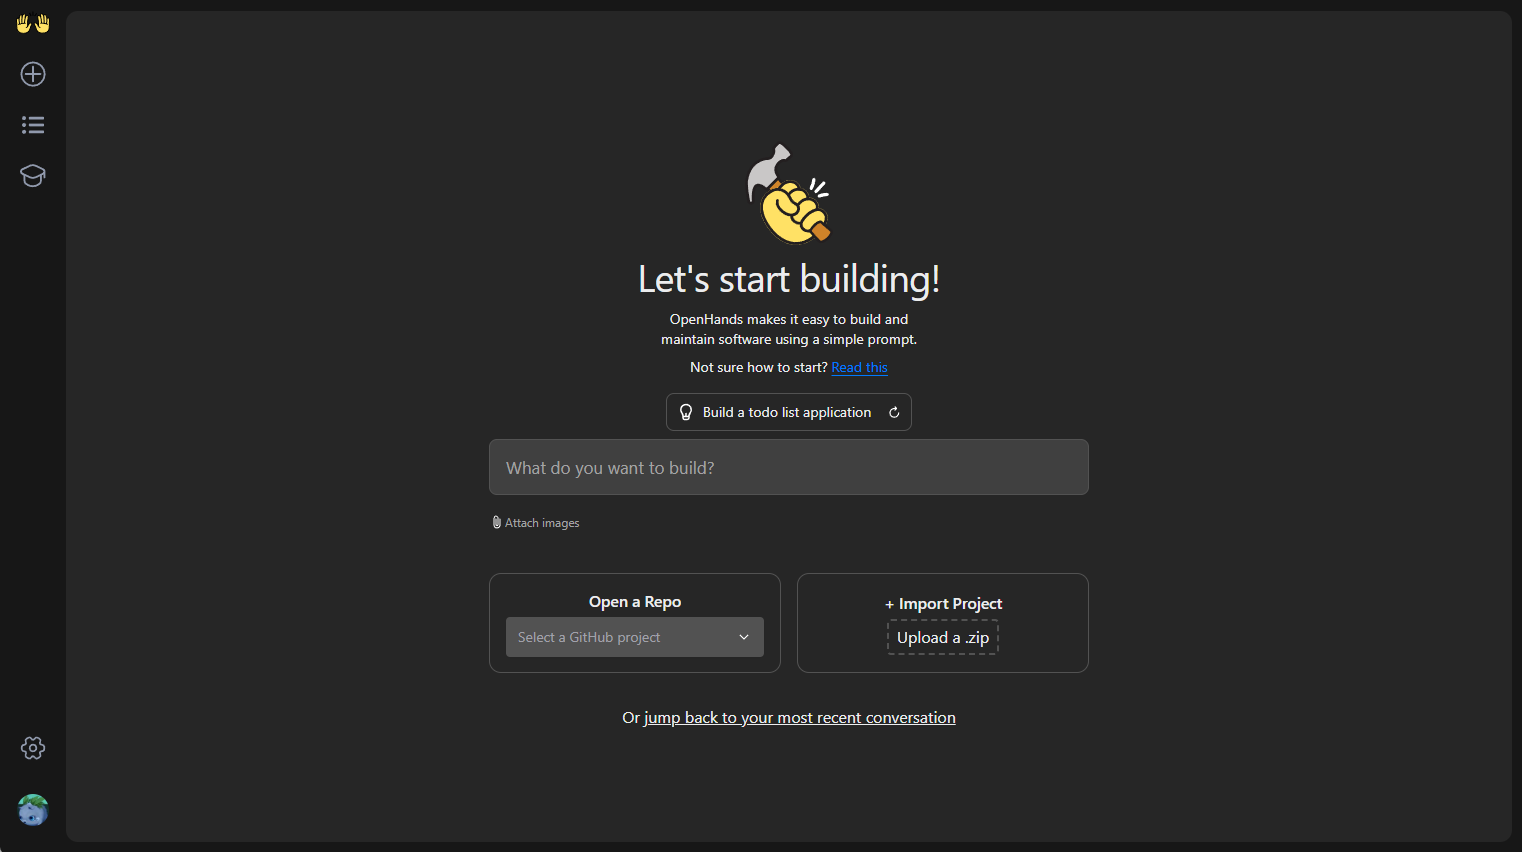 Let's start building!
OpenHands makes it easy to build and
maintain software using a simple prompt.
Not sure how to start? Read this
Build a todo list application
What do you want to build?
Attach images
Open a Repo
Select a GitHub project
+ Import Project
Upload a .zip
Or jump back to your most recent conversation